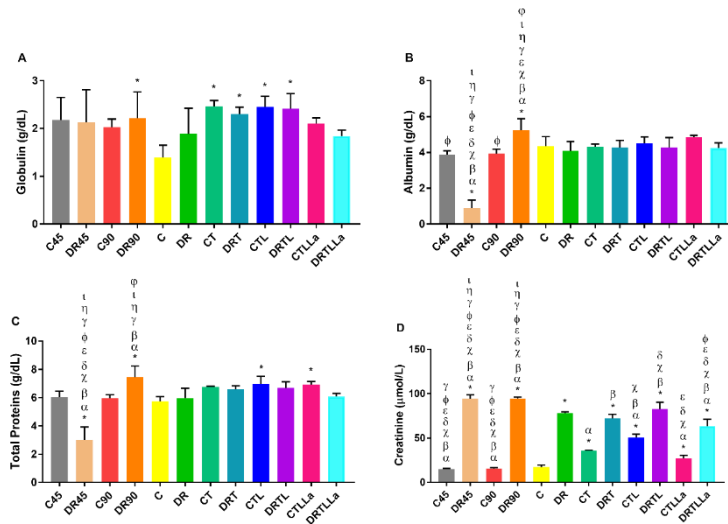 A
Globulin (g/dL)
3
2
1
0
* * * * *
C45 DR45 C90 DR90 C DR CT DRT CTL DRTL CTLLa DRTLLa
B
Albumin (g/dL)
8
6
4
2
0
ϕ
ι η γ ϕ ε δ χ β α *
ϕ
φ ι η γ ε χ β α *
C45 DR45 C90 DR90 C DR CT DRT CTL DRTL CTLLa DRTLLa
C
Total Proteins (g/dL)
10
8
6
4
2
0
ι η γ ϕ ε δ χ β α *
φ ι η γ β α *
*
*
C45 DR45 C90 DR90 C DR CT DRT CTL DRTL CTLLa DRTLLa
D
Creatinine (μmol/L)
150
100
50
0
γ ϕ ε δ χ β α
ι η γ ϕ ε δ χ β α *
γ ϕ ε δ χ β α
ι η γ ϕ ε δ χ β α *
*
α *
β *
χ β α *
δ χ β *
ε δ χ α *
ϕ ε δ χ β *
C45 DR45 C90 DR90 C DR CT DRT CTL DRTL CTLLa DRTLLa